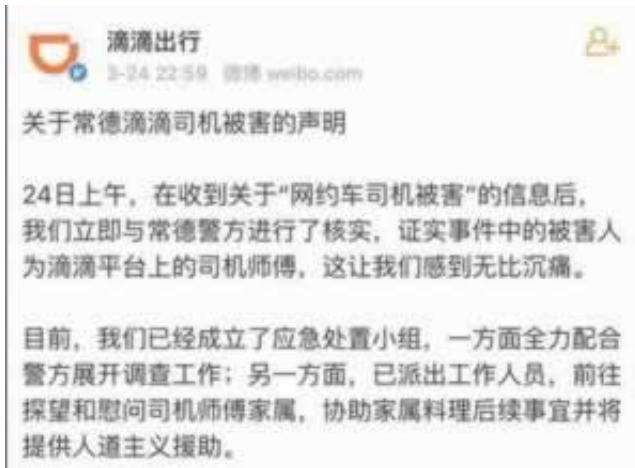 滴滴出行
3-24 22:59 微博 weibo.com
关于常德滴滴司机被害的声明
24日上午，在收到关于“网约车司机被害”的信息后，
我们立即与常德警方进行了核实，证实事件中的被害人
为滴滴平台上的司机师傅，这让我们感到无比沉痛。
目前，我们已经成立了应急处置小组，一方面全力配合
警方展开调查工作；另一方面，已派出工作人员，前往
探望和慰问司机师傅家属，协助家属料理后续事宜并将
提供人道主义援助。